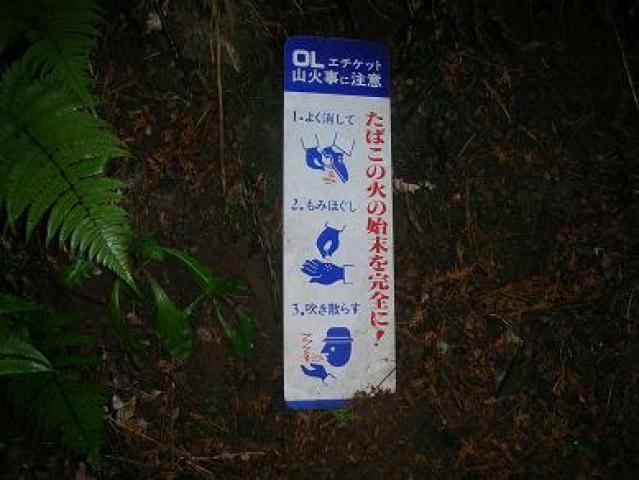 OL エチケット
山火事に注意
たばこの火の始末を完全に!
1.よく消して
2.もみほぐし
3.吹き散らす